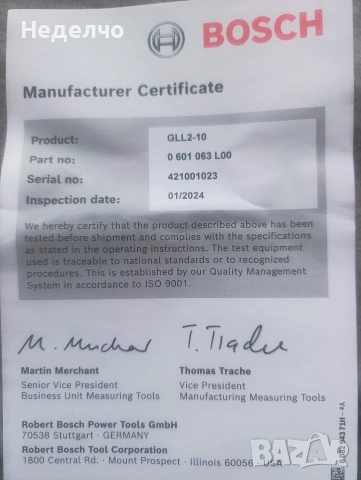 Неделчо
BOSCH
Manufacturer Certificate
Product: GLL2-10
Part no: 0 601 063 L00
Serial no: 421001023
Inspection date: 01/2024
We hereby certify that the product described above has been
tested before shipment and complies with the specifications
as stated in the operating instructions. The test equipment
used is traceable to national standards or to recognized
procedures. This is established by our Quality Management
System in accordance to ISO 9001.
M. Merchant T. Trache
Martin Merchant Thomas Trache
Senior Vice President Vice President
Business Unit Measuring Tools Manufacturing Measuring Tools
Robert Bosch Power Tools GmbH
70538 Stuttgart - GERMANY
Robert Bosch Tool Corporation
1800 Central Rd. - Mount Prospect - Illinois 60056 - USA
bazar